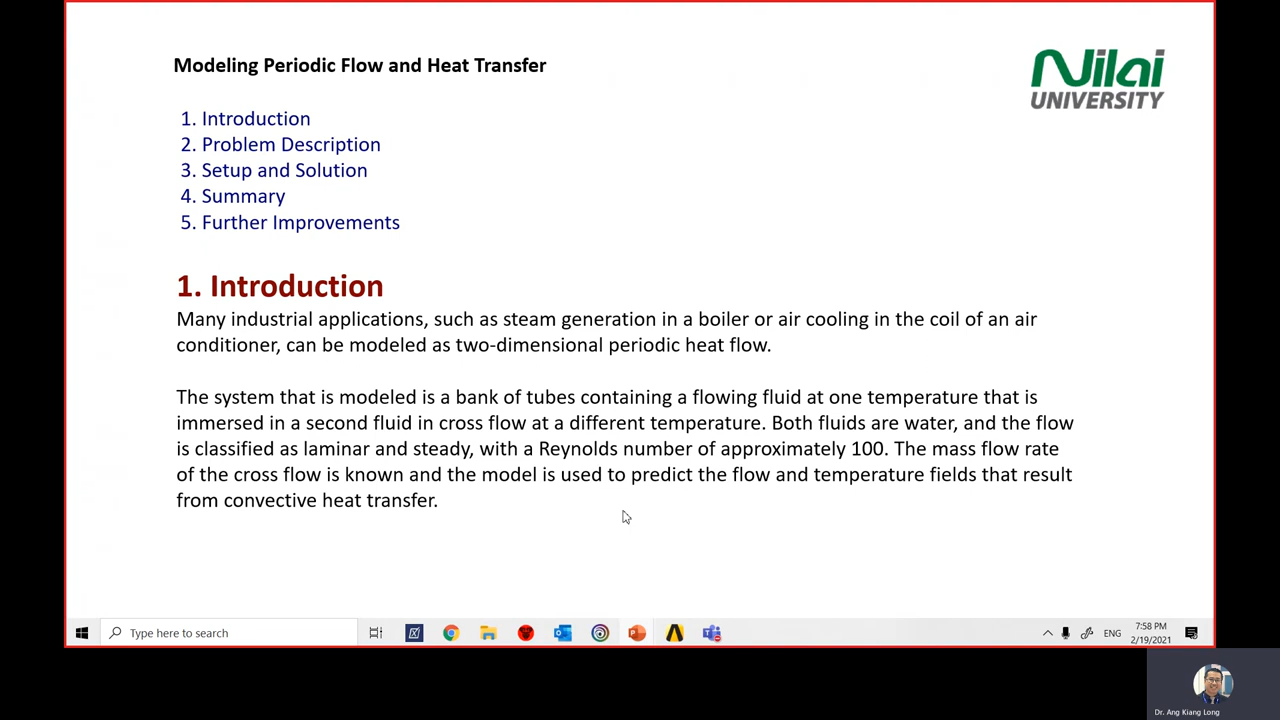 Modeling Periodic Flow and Heat Transfer
Nilai
UNIVERSITY
1. Introduction
2. Problem Description
3. Setup and Solution
4. Summary
5. Further Improvements
1. Introduction
Many industrial applications, such as steam generation in a boiler or air cooling in the coil of an air
conditioner, can be modeled as two-dimensional periodic heat flow.
The system that is modeled is a bank of tubes containing a flowing fluid at one temperature that is
immersed in a second fluid in cross flow at a different temperature. Both fluids are water, and the flow
is classified as laminar and steady, with a Reynolds number of approximately 100. The mass flow rate
of the cross flow is known and the model is used to predict the flow and temperature fields that result
from convective heat transfer.
Type here to search
ENG
7:58 PM
2/19/2021
Dr. Ang Kiang Long